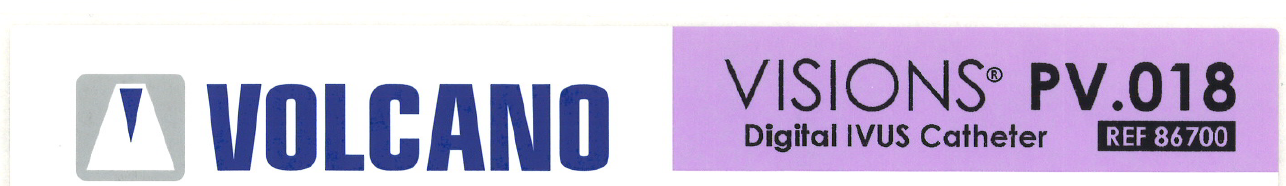 VOLCANO
VISIONS® PV.018
Digital IVUS Catheter
REF 86700